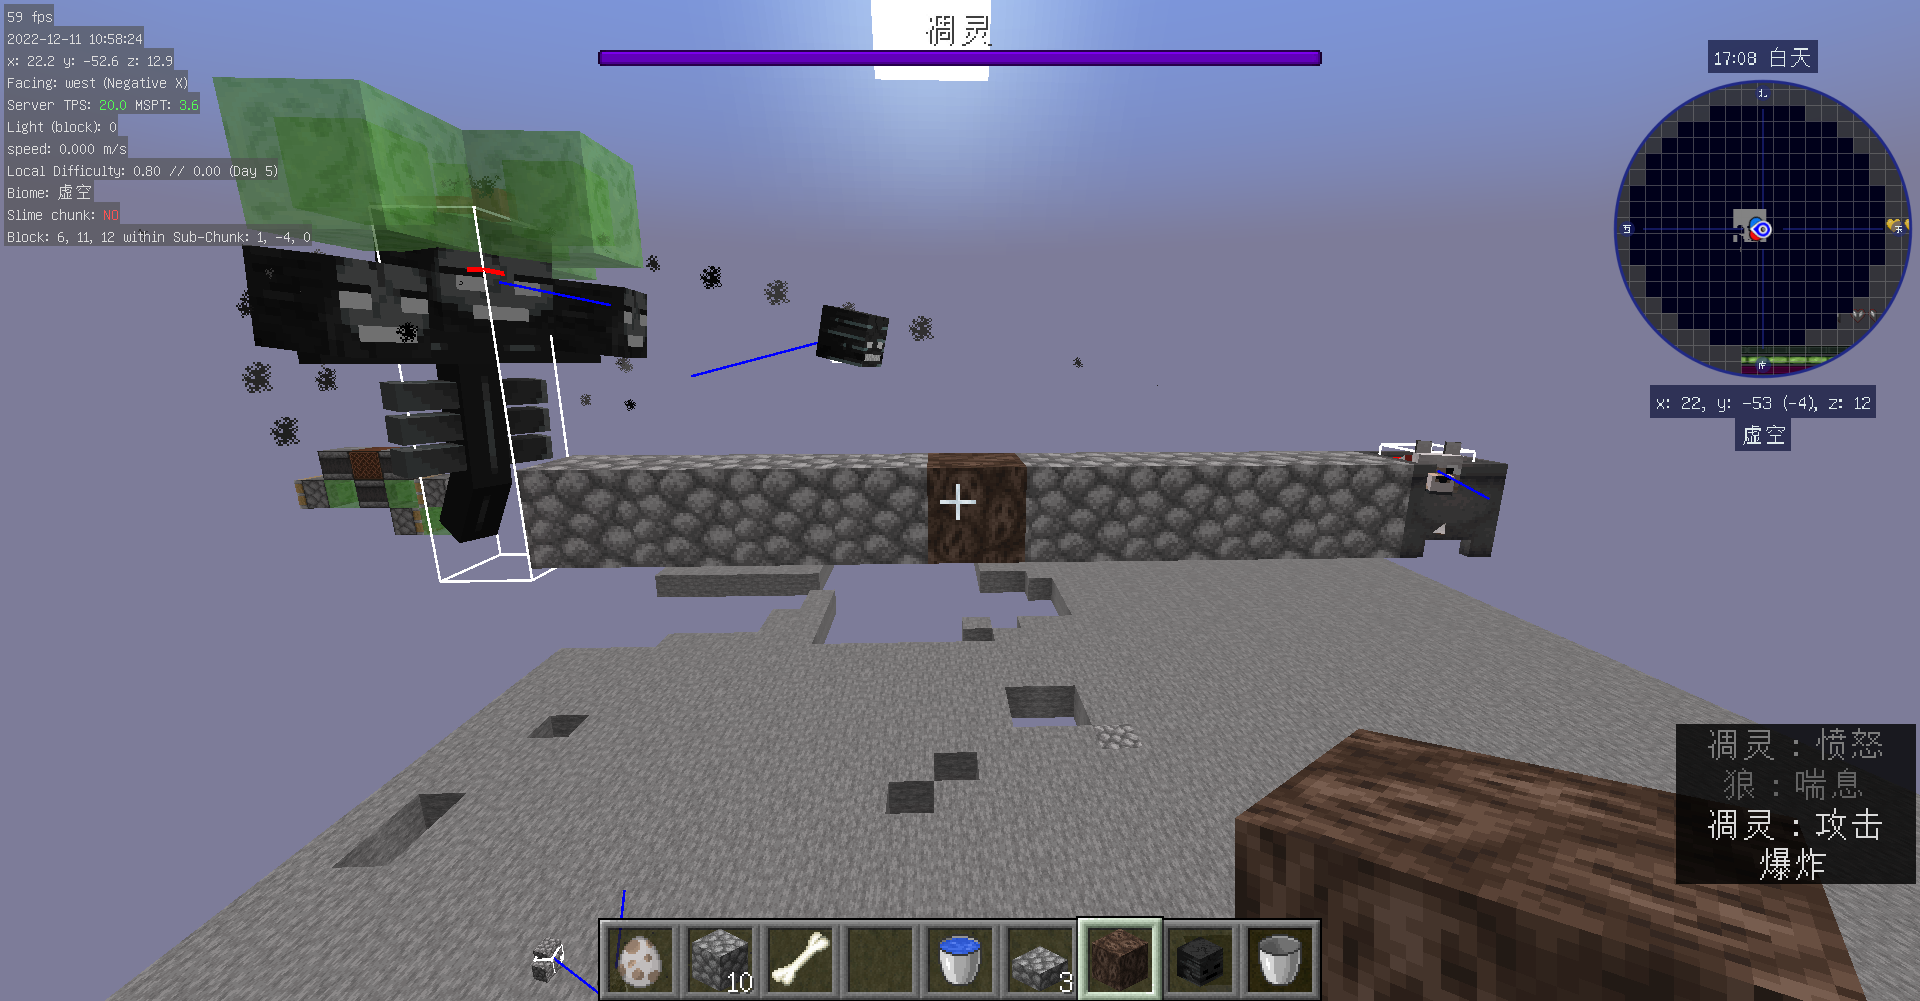 59 fps
2022-12-11 10:58:24
x: 22.2 y: -52.6 z: 12.9
Facing: west (Negative X)
Server TPS: 20.0 MSPT: 3.6
Light (block): 0
speed: 0.000 m/s
Local Difficulty: 0.80 // 0.00 (Day 5)
Biome: 虚空
Slime chunk: NO
Block: 6, 11, 12 within Sub-Chunk: 1, -4, 0
凋灵
17:08 白天
北
西
东
南
x: 22, y: -53 (-4), z: 12
虚空
凋灵：愤怒
狼：喘息
凋灵：攻击
爆炸
10
3